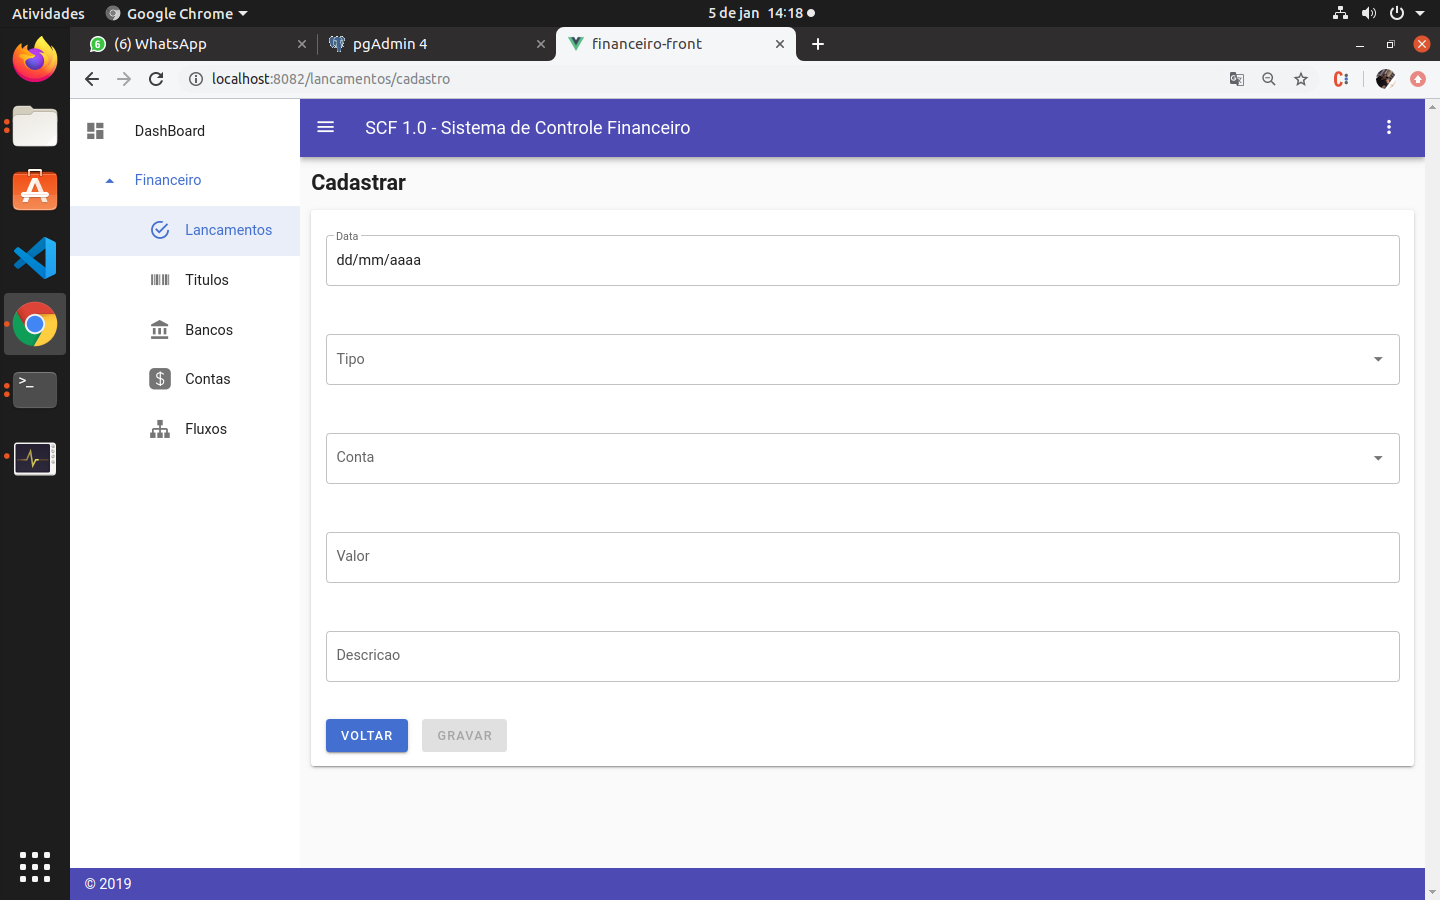 Atividades Google Chrome 5 de jan 14:18
(6) WhatsApp pgAdmin 4 financeiro-front
localhost:8082/lancamentos/cadastro
DashBoard
Financeiro
Lancamentos
Titulos
Bancos
Contas
Fluxos
SCF 1.0 - Sistema de Controle Financeiro
Cadastrar
Data
dd/mm/aaaa
Tipo
Conta
Valor
Descricao
VOLTAR GRAVAR
© 2019